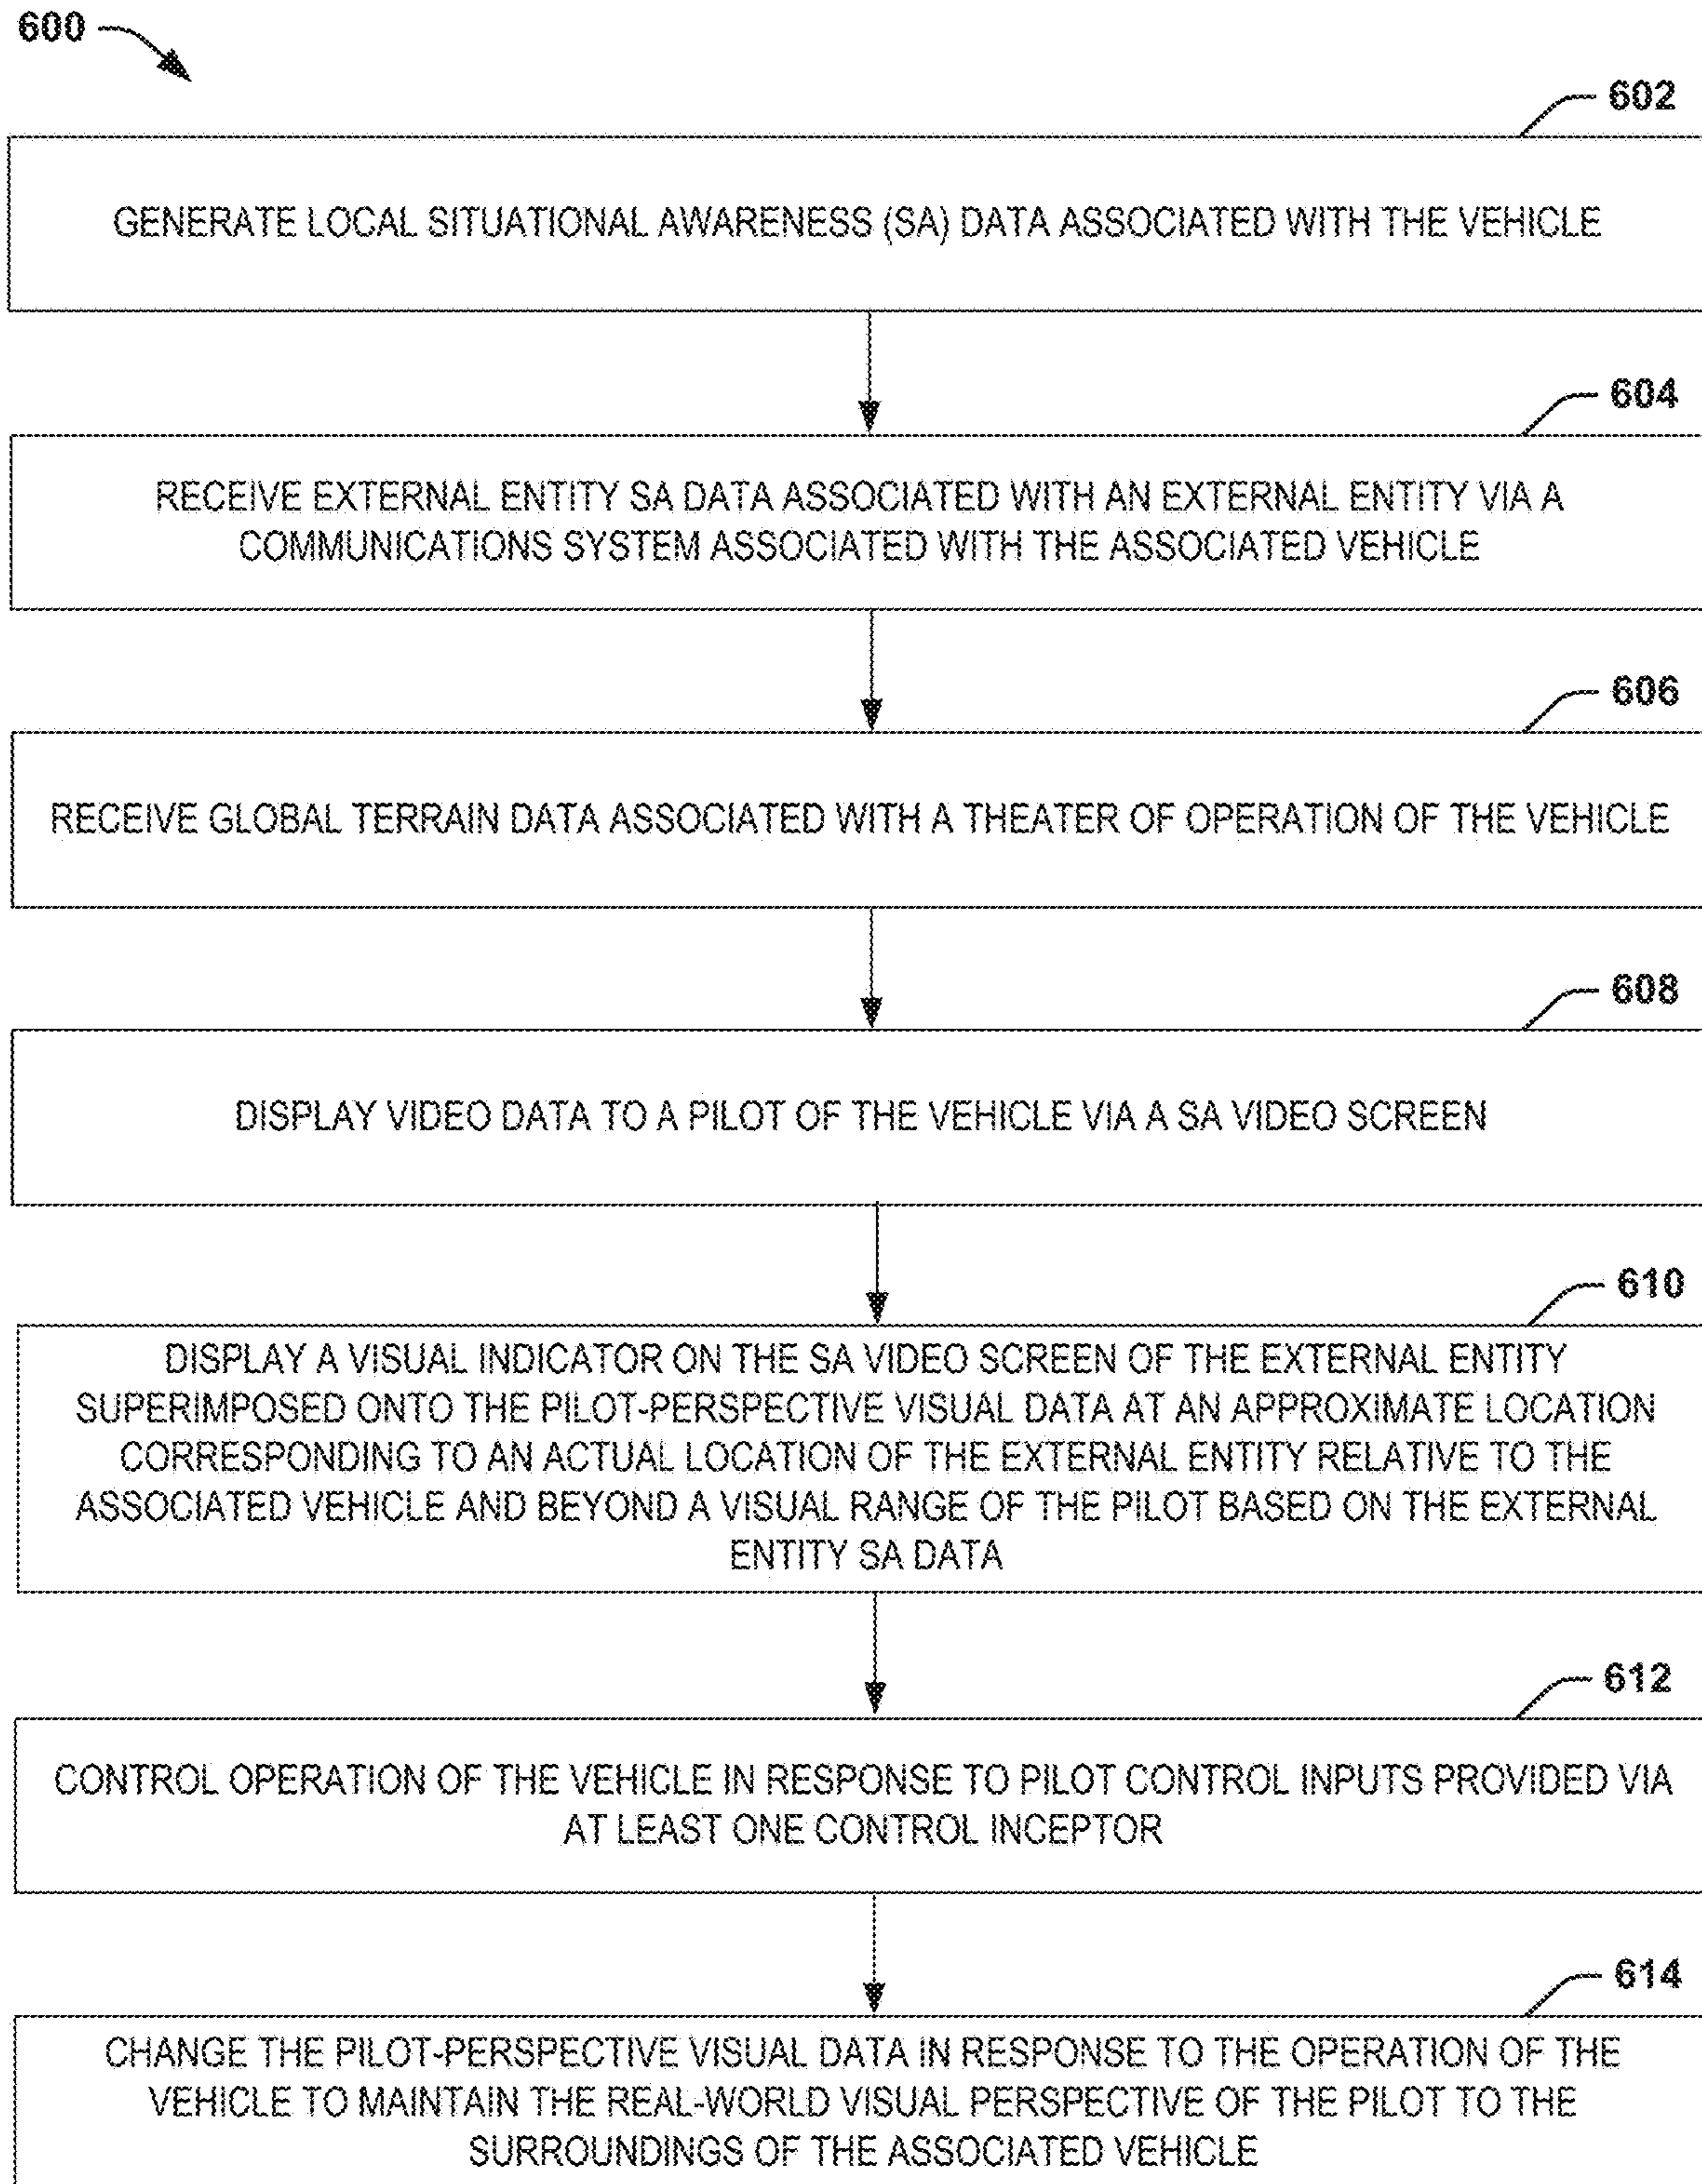 600
602
GENERATE LOCAL SITUATIONAL AWARENESS (SA) DATA ASSOCIATED WITH THE VEHICLE
604
RECEIVE EXTERNAL ENTITY SA DATA ASSOCIATED WITH AN EXTERNAL ENTITY VIA A
COMMUNICATIONS SYSTEM ASSOCIATED WITH THE ASSOCIATED VEHICLE
606
RECEIVE GLOBAL TERRAIN DATA ASSOCIATED WITH A THEATER OF OPERATION OF THE VEHICLE
608
DISPLAY VIDEO DATA TO A PILOT OF THE VEHICLE VIA A SA VIDEO SCREEN
610
DISPLAY A VISUAL INDICATOR ON THE SA VIDEO SCREEN OF THE EXTERNAL ENTITY
SUPERIMPOSED ONTO THE PILOT-PERSPECTIVE VISUAL DATA AT AN APPROXIMATE LOCATION
CORRESPONDING TO AN ACTUAL LOCATION OF THE EXTERNAL ENTITY RELATIVE TO THE
ASSOCIATED VEHICLE AND BEYOND A VISUAL RANGE OF THE PILOT BASED ON THE EXTERNAL
ENTITY SA DATA
612
CONTROL OPERATION OF THE VEHICLE IN RESPONSE TO PILOT CONTROL INPUTS PROVIDED VIA
AT LEAST ONE CONTROL INCEPTOR
614
CHANGE THE PILOT-PERSPECTIVE VISUAL DATA IN RESPONSE TO THE OPERATION OF THE
VEHICLE TO MAINTAIN THE REAL-WORLD VISUAL PERSPECTIVE OF THE PILOT TO THE
SURROUNDINGS OF THE ASSOCIATED VEHICLE